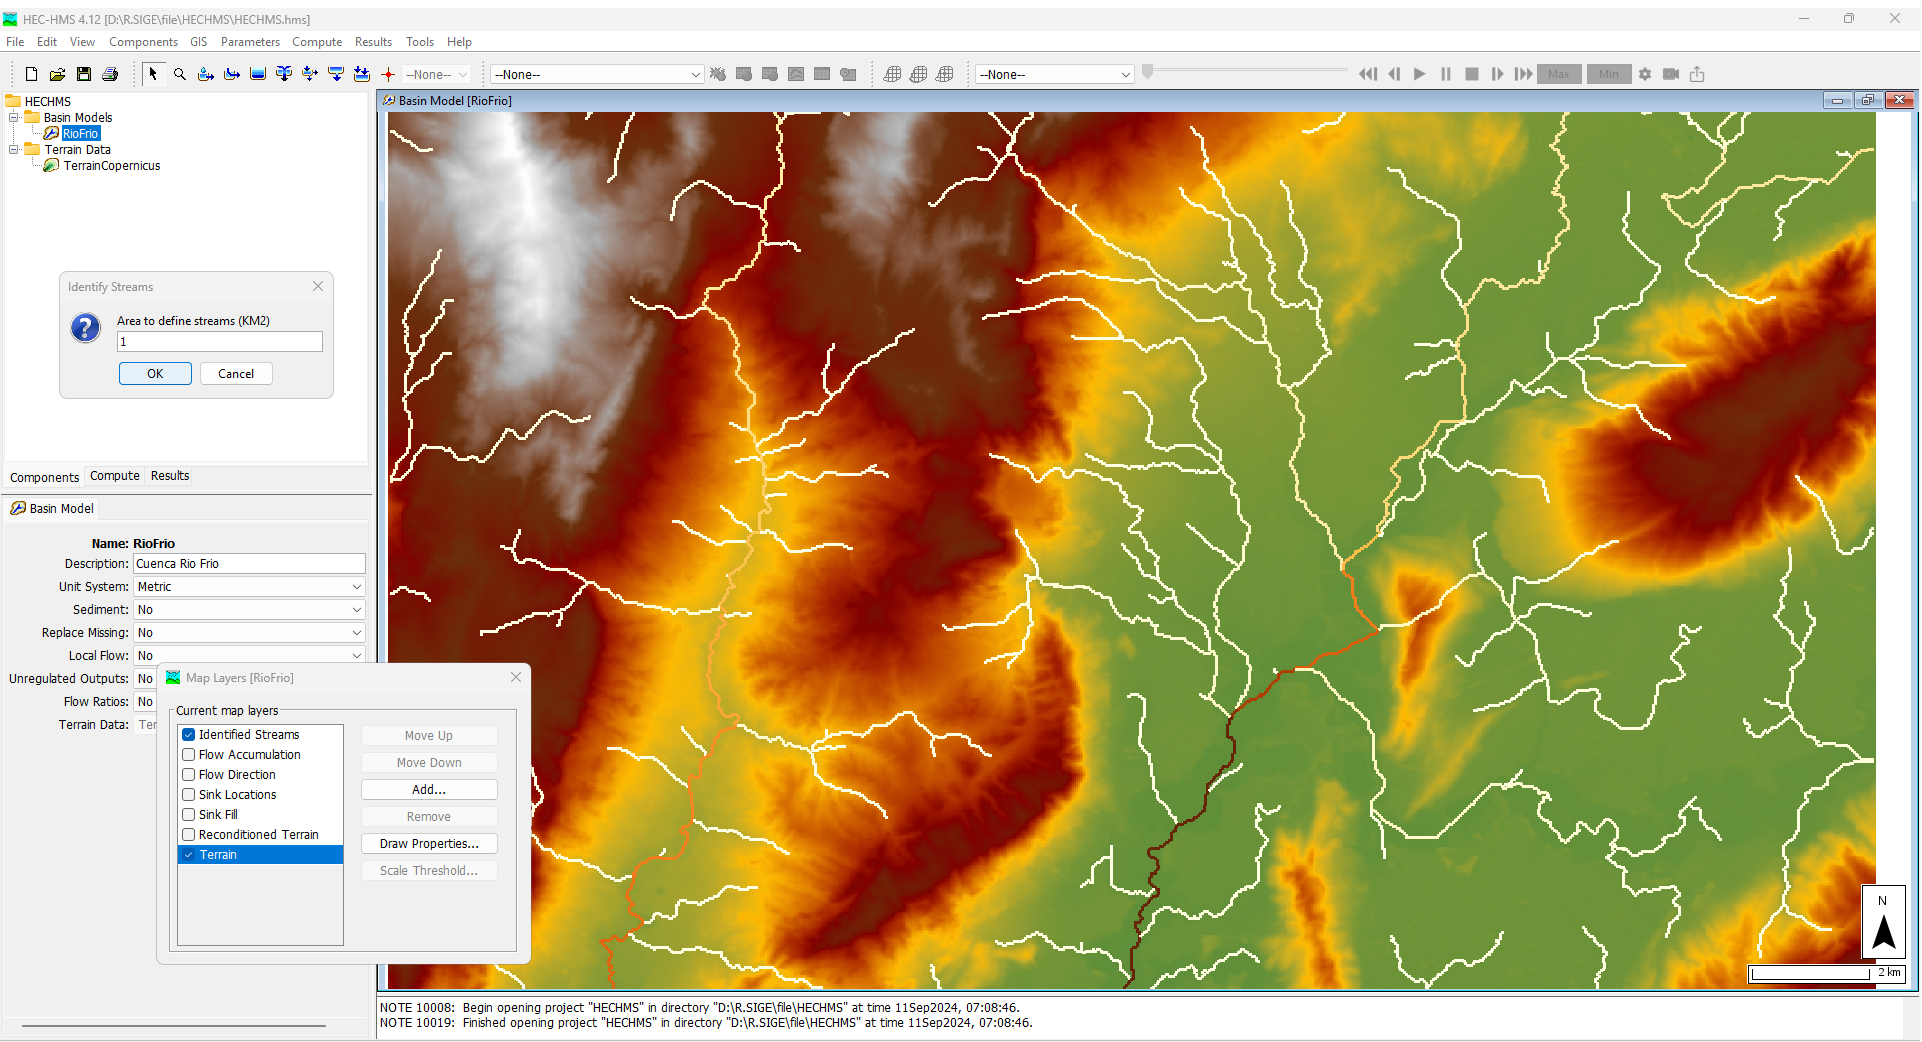 HEC-HMS 4.12 [D:\R.SIGE\file\HECHMS\HECHMS.hms]
File Edit View Components GIS Parameters Compute Results Tools Help
--None-- --None-- --None-- Max Min
HECHMS
Basin Models
RioFrio
Terrain Data
TerrainCopernicus
Identify Streams
Area to define streams (KM2)
1
OK Cancel
Components Compute Results
Basin Model
Name: RioFrio
Description: Cuenca Rio Frio
Unit System: Metric
Sediment: No
Replace Missing: No
Local Flow: No
Unregulated Outputs: No
Flow Ratios: No
Terrain Data: Ter
Map Layers [RioFrio]
Current map layers
Identified Streams
Flow Accumulation
Flow Direction
Sink Locations
Sink Fill
Reconditioned Terrain
Terrain
Move Up
Move Down
Add...
Remove
Draw Properties...
Scale Threshold...
Basin Model [RioFrio]
N
2 km
NOTE 10008: Begin opening project "HECHMS" in directory "D:\R.SIGE\file\HECHMS" at time 11Sep2024, 07:08:46.
NOTE 10019: Finished opening project "HECHMS" in directory "D:\R.SIGE\file\HECHMS" at time 11Sep2024, 07:08:46.